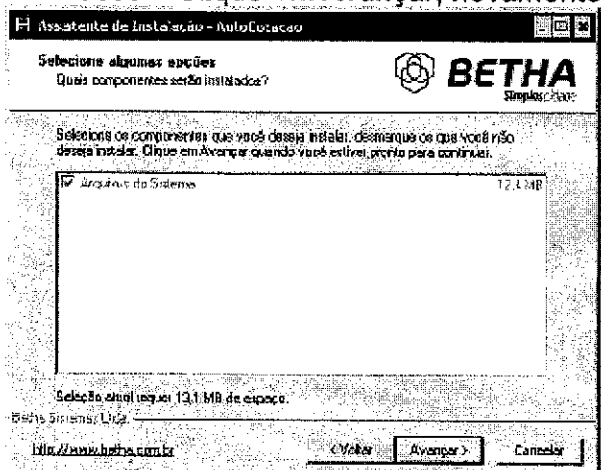 Avançar, novamente
Assistente de Instalação - AutoCotacao
Selecione algumas opções
Quais componentes serão instalados?
BETHA
Selecione os componentes que você deseja instalar, desmarque os que você não
deseja instalar. Clique em Avançar quando você estiver pronto para continuar.
Arquivos do Sistema
MB
Seleção atual requer 13,1 MB de espaço.
Betha Sistemas Ltda.
http://www.betha.com.br
< Voltar
Avançar >
Cancelar